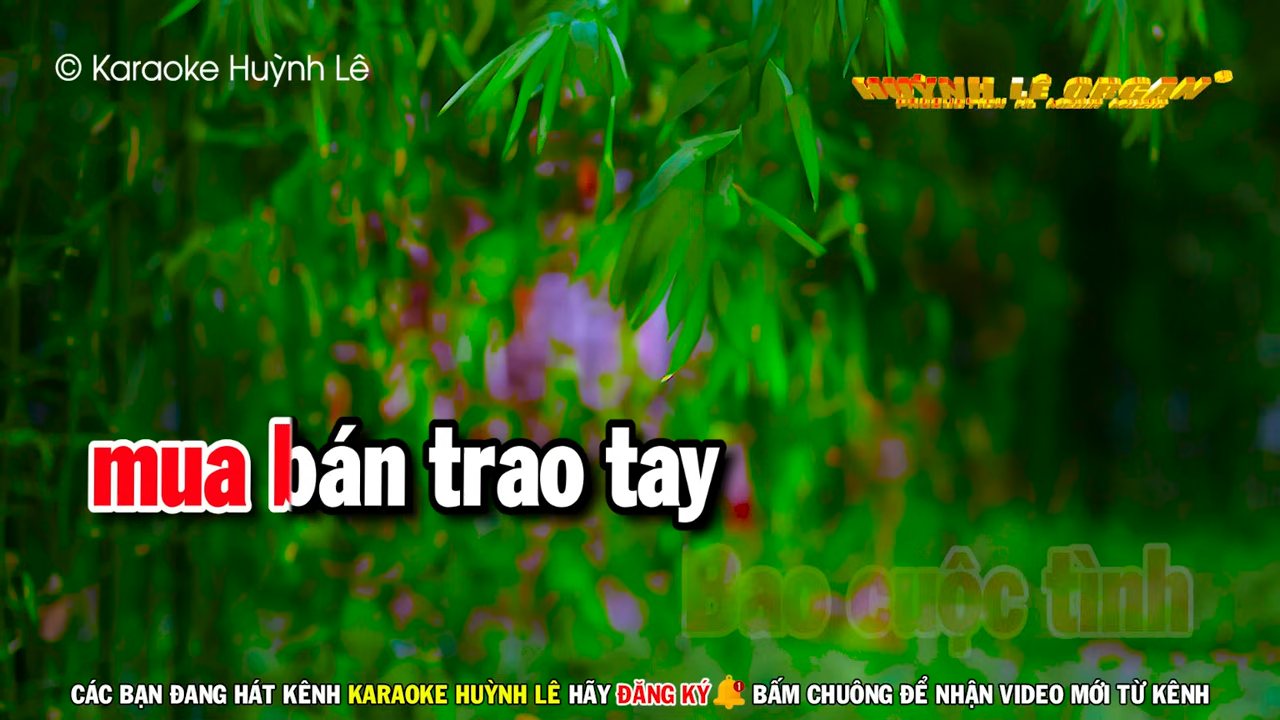 © Karaoke Huỳnh Lê
HUỲNH LÊ ORGAN
mua bán trao tay
Bao cuộc tình
CÁC BẠN ĐANG HÁT KÊNH KARAOKE HUỲNH LÊ HÃY ĐĂNG KÝ BẤM CHUÔNG ĐỂ NHẬN VIDEO MỚI TỪ KÊNH